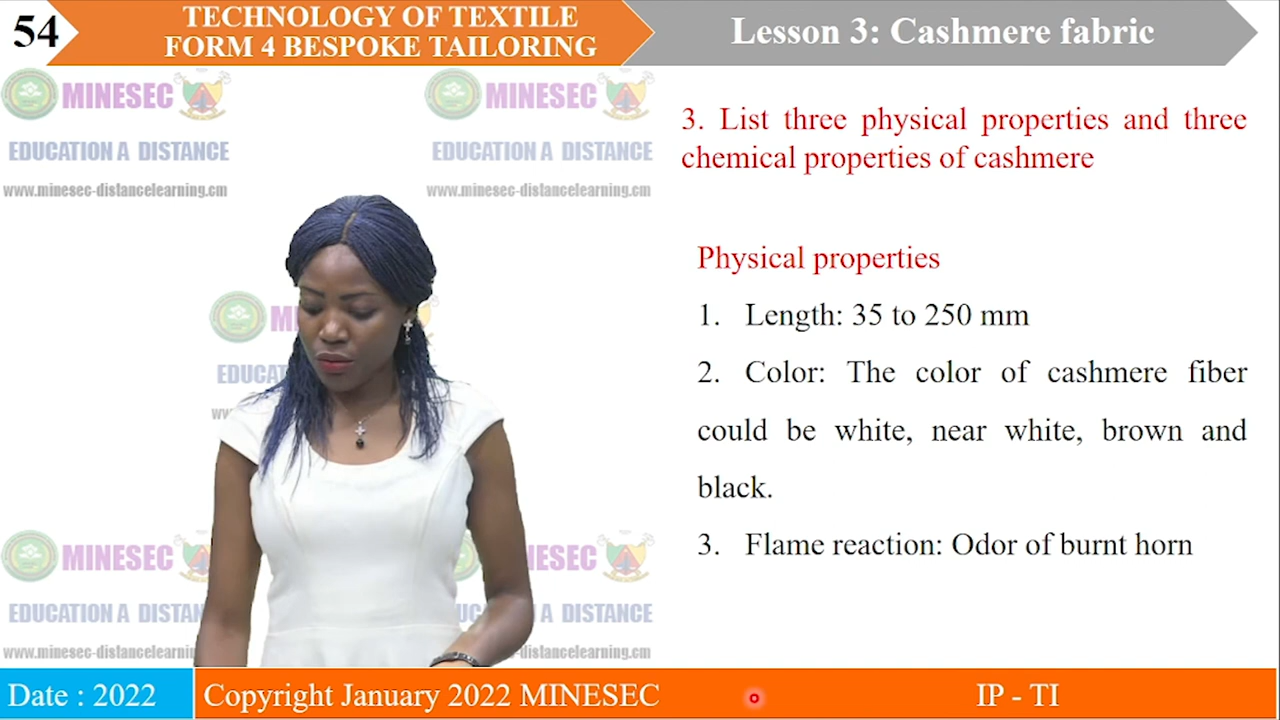 54
TECHNOLOGY OF TEXTILE
FORM 4 BESPOKE TAILORING
Lesson 3: Cashmere fabric
MINESEC
EDUCATION A DISTANCE
www.minesec-distancelearning.cm
MINESEC
EDUCATION A DISTANCE
www.minesec-distancelearning.cm
3. List three physical properties and three
chemical properties of cashmere
Physical properties
1. Length: 35 to 250 mm
2. Color: The color of cashmere fiber
could be white, near white, brown and
black.
3. Flame reaction: Odor of burnt horn
MINESEC
EDUCATION A DISTAN
www.minesec-distancelearning
MINESEC
A DISTANCE
distancelearning.cm
Date : 2022
Copyright January 2022 MINESEC
IP - TI